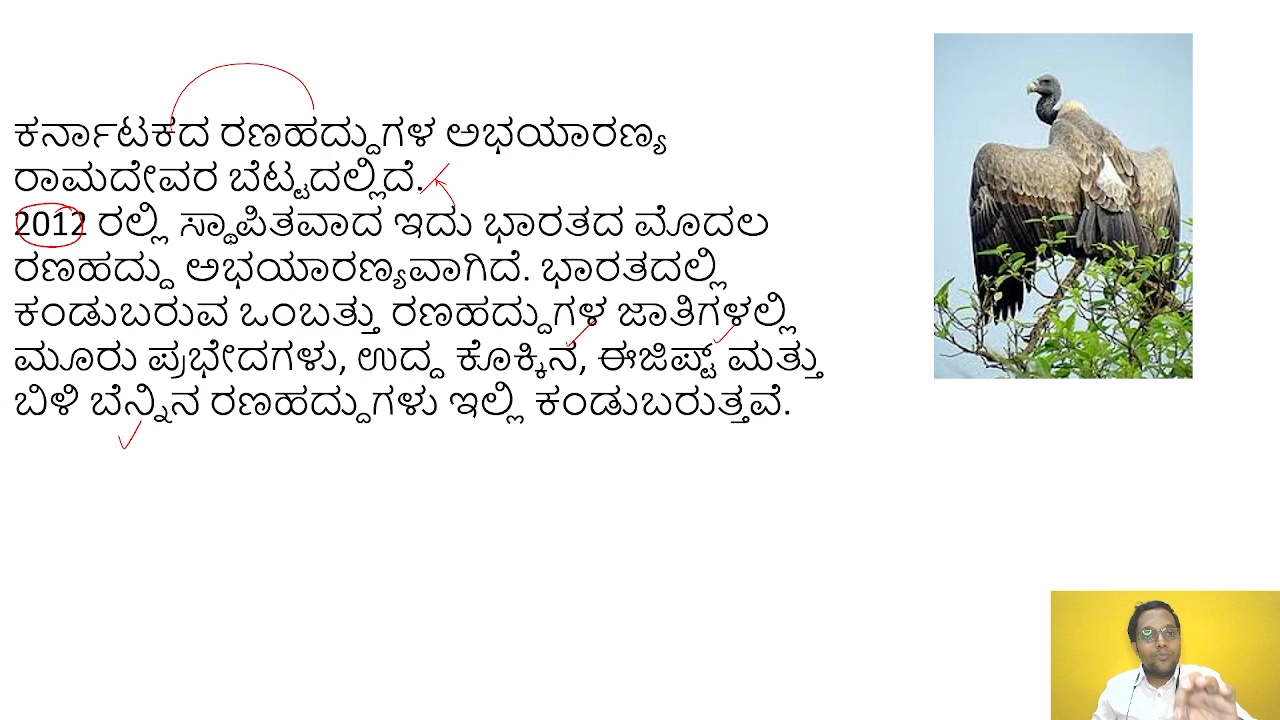 ಕರ್ನಾಟಕದ ರಣಹದ್ದುಗಳ ಅಭಯಾರಣ್ಯ
ರಾಮದೇವರ ಬೆಟ್ಟದಲ್ಲಿದೆ.
2012 ರಲ್ಲಿ ಸ್ಥಾಪಿತವಾದ ಇದು ಭಾರತದ ಮೊದಲ
ರಣಹದ್ದು ಅಭಯಾರಣ್ಯವಾಗಿದೆ. ಭಾರತದಲ್ಲಿ
ಕಂಡುಬರುವ ಒಂಬತ್ತು ರಣಹದ್ದುಗಳ ಜಾತಿಗಳಲ್ಲಿ
ಮೂರು ಪ್ರಭೇದಗಳು, ಉದ್ದ ಕೊಕ್ಕಿನ, ಈಜಿಪ್ಟ್ ಮತ್ತು
ಬಿಳಿ ಬೆನ್ನಿನ ರಣಹದ್ದುಗಳು ಇಲ್ಲಿ ಕಂಡುಬರುತ್ತವೆ.